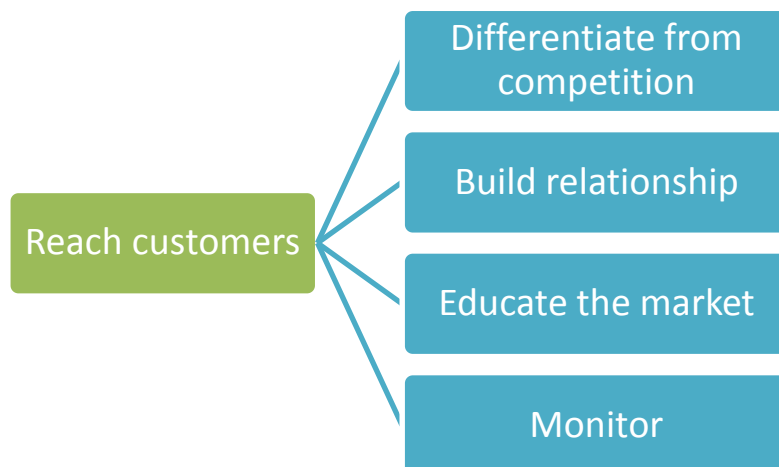 Reach customers
Differentiate from
competition
Build relationship
Educate the market
Monitor